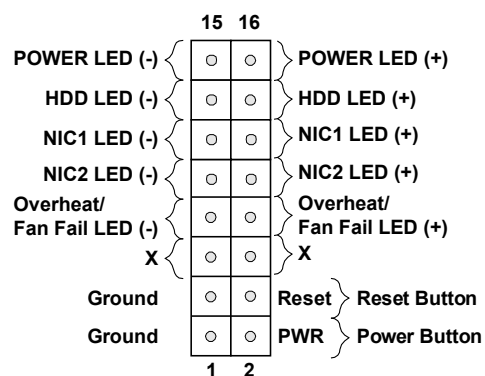 15 16
POWER LED (-) POWER LED (+)
HDD LED (-) HDD LED (+)
NIC1 LED (-) NIC1 LED (+)
NIC2 LED (-) NIC2 LED (+)
Overheat/ Overheat/
Fan Fail LED (-) Fan Fail LED (+)
X X
Ground Reset Reset Button
Ground PWR Power Button
1 2